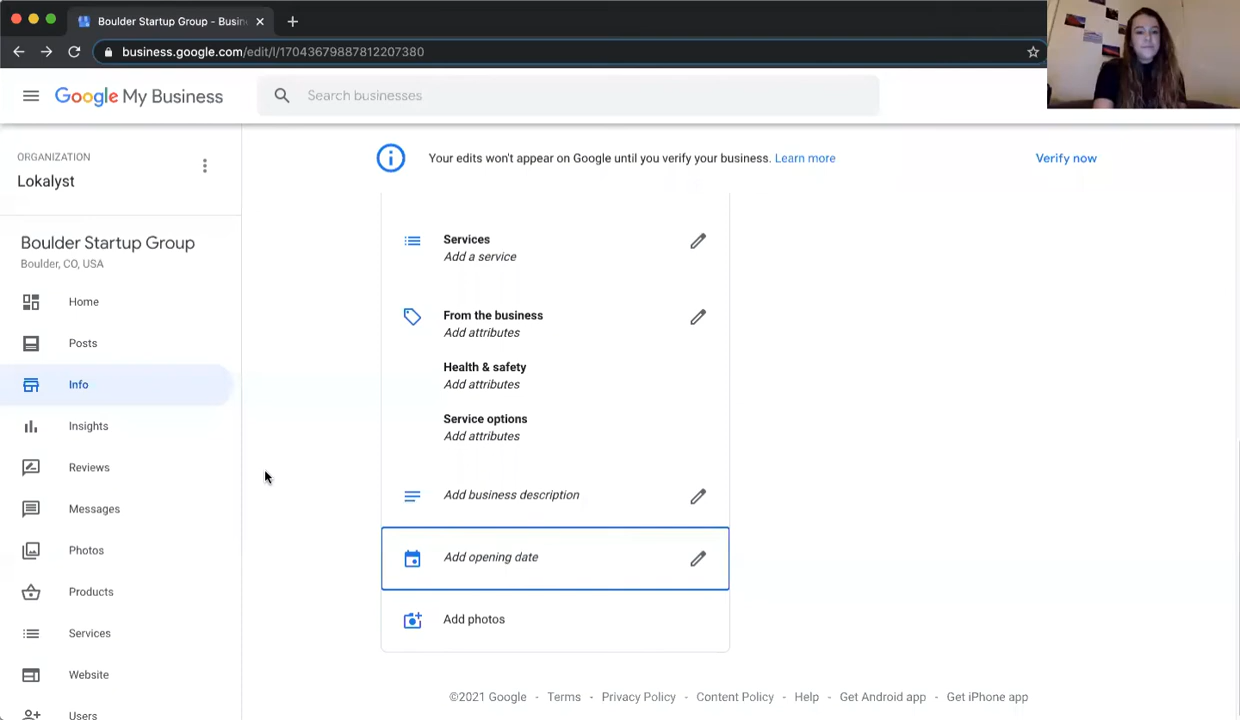 Boulder Startup Group - Busin
business.google.com/edit/l/17043679887812207380
Google My Business
Search businesses
ORGANIZATION
Lokalyst
Your edits won't appear on Google until you verify your business. Learn more
Verify now
Boulder Startup Group
Boulder, CO, USA
Home
Posts
Info
Insights
Reviews
Messages
Photos
Products
Services
Website
Users
Services
Add a service
From the business
Add attributes
Health & safety
Add attributes
Service options
Add attributes
Add business description
Add opening date
Add photos
©2021 Google - Terms - Privacy Policy - Content Policy - Help - Get Android app - Get iPhone app